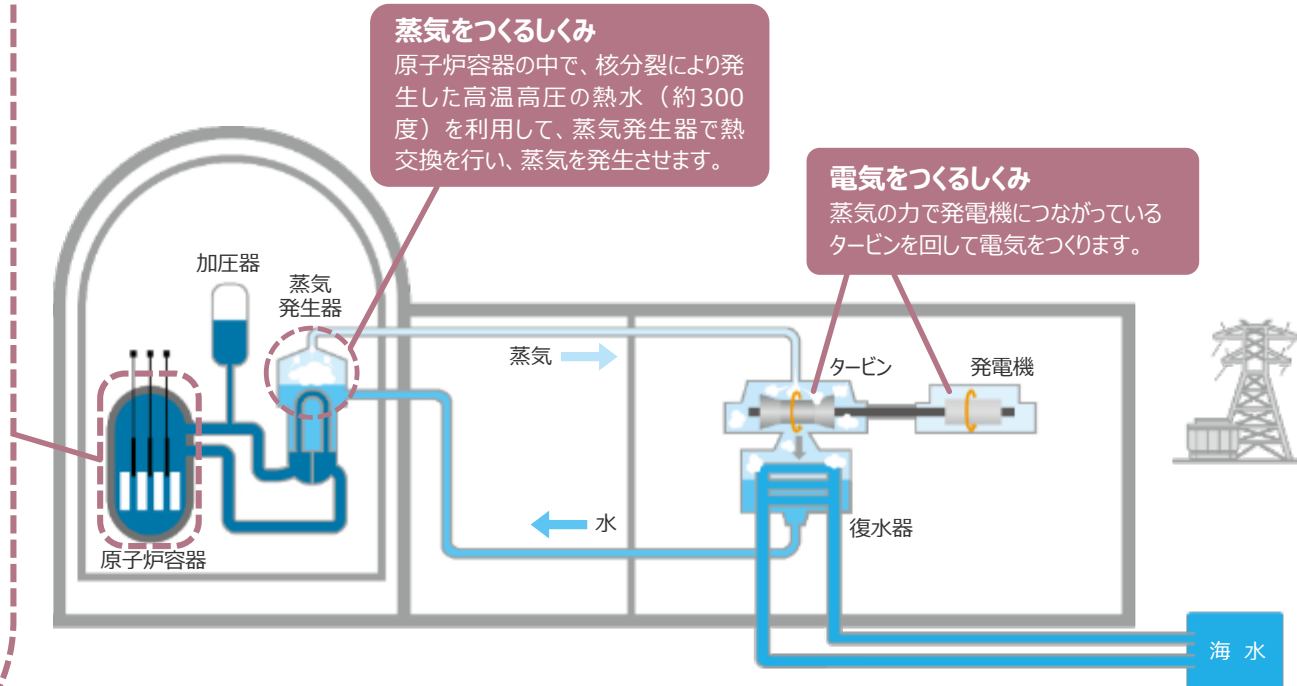 蒸気をつくるしくみ
原子炉容器の中で、核分裂により発
生した高温高圧の熱水（約300
度）を利用して、蒸気発生器で熱
交換を行い、蒸気を発生させます。
電気をつくるしくみ
蒸気の力で発電機につながっている
タービンを回して電気をつくります。
加圧器
蒸気
発生器
蒸気
タービン
発電機
水
復水器
原子炉容器
海 水